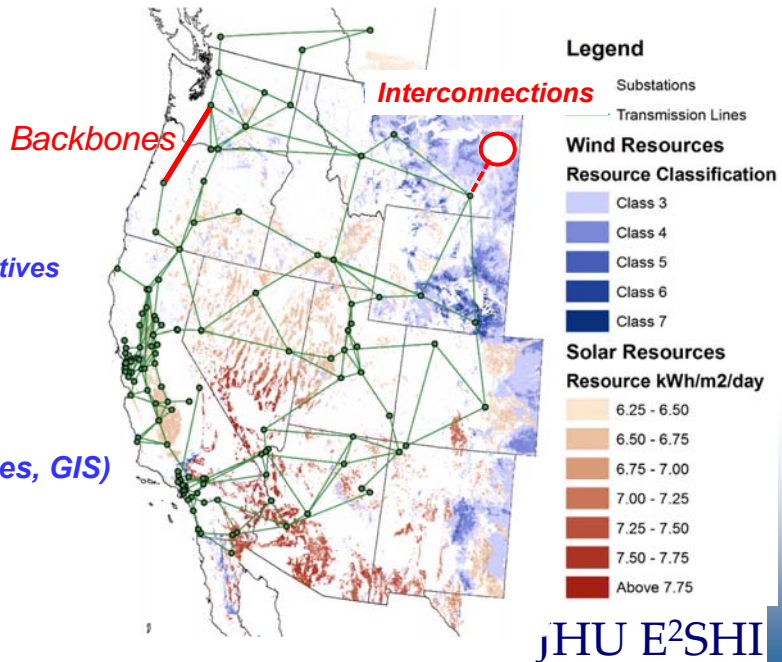 Backbones
Interconnections
tives
es, GIS)
Legend
Substations
Transmission Lines
Wind Resources
Resource Classification
Class 3
Class 4
Class 5
Class 6
Class 7
Solar Resources
Resource kWh/m2/day
6.25 - 6.50
6.50 - 6.75
6.75 - 7.00
7.00 - 7.25
7.25 - 7.50
7.50 - 7.75
Above 7.75
JHU E²SHI